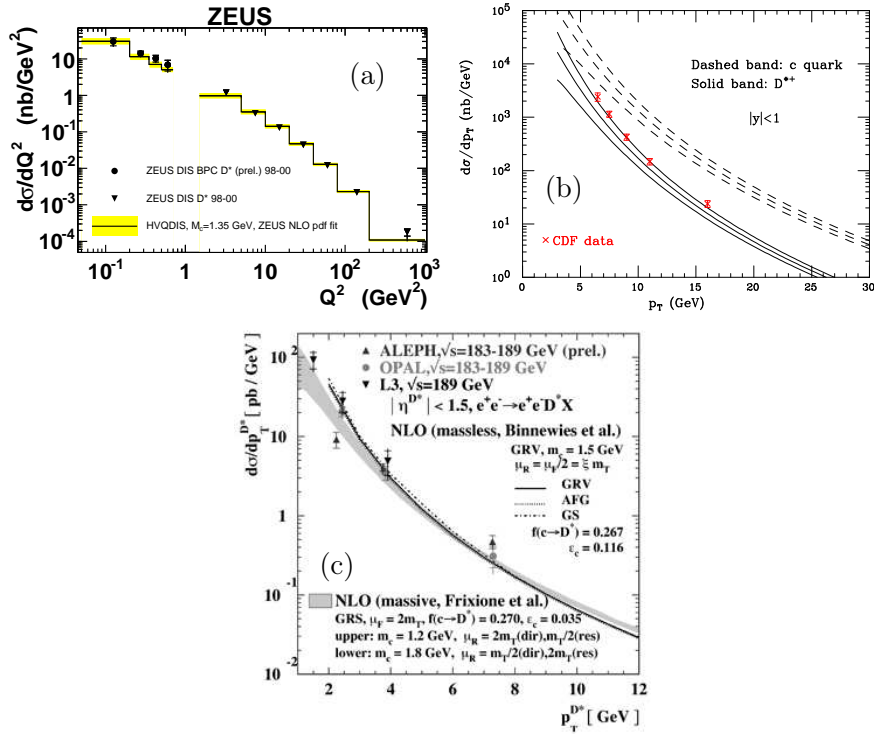 ZEUS
dσ/dQ² (nb/GeV²)
10
1
10⁻¹
10⁻²
10⁻³
10⁻⁴
(a)
ZEUS DIS BPC D* (prel.) 98-00
ZEUS DIS D* 98-00
HVQDIS, M_c=1.35 GeV, ZEUS NLO pdf fit
10⁻¹ 1 10 10² 10³
Q² (GeV²)
dσ/dp_T (nb/GeV)
10⁵
10⁴
10³
10²
10¹
10⁰
Dashed band: c quark
Solid band: D*⁺
|y|<1
(b)
× CDF data
0 5 10 15 20 25 30
p_T (GeV)
dσ/dp_T^D* [ pb / GeV ]
10²
10
1
10⁻¹
10⁻²
ALEPH,√s=183-189 GeV (prel.)
OPAL,√s=183-189 GeV
L3, √s=189 GeV
| η^D* | < 1.5, e⁺e⁻→e⁺e⁻D*X
NLO (massless, Binnewies et al.)
GRV, m_c = 1.5 GeV
μ_R = μ_F/2 = ξ m_T
GRV
AFG
GS
f(c→D*) = 0.267
ε_c = 0.116
(c)
NLO (massive, Frixione et al.)
GRS, μ_F = 2m_T, f(c→D*) = 0.270, ε_c = 0.035
upper: m_c = 1.2 GeV, μ_R = 2m_T(dir),m_T/2(res)
lower: m_c = 1.8 GeV, μ_R = m_T/2(dir),2m_T(res)
2 4 6 8 10 12
p_T^D* [ GeV ]